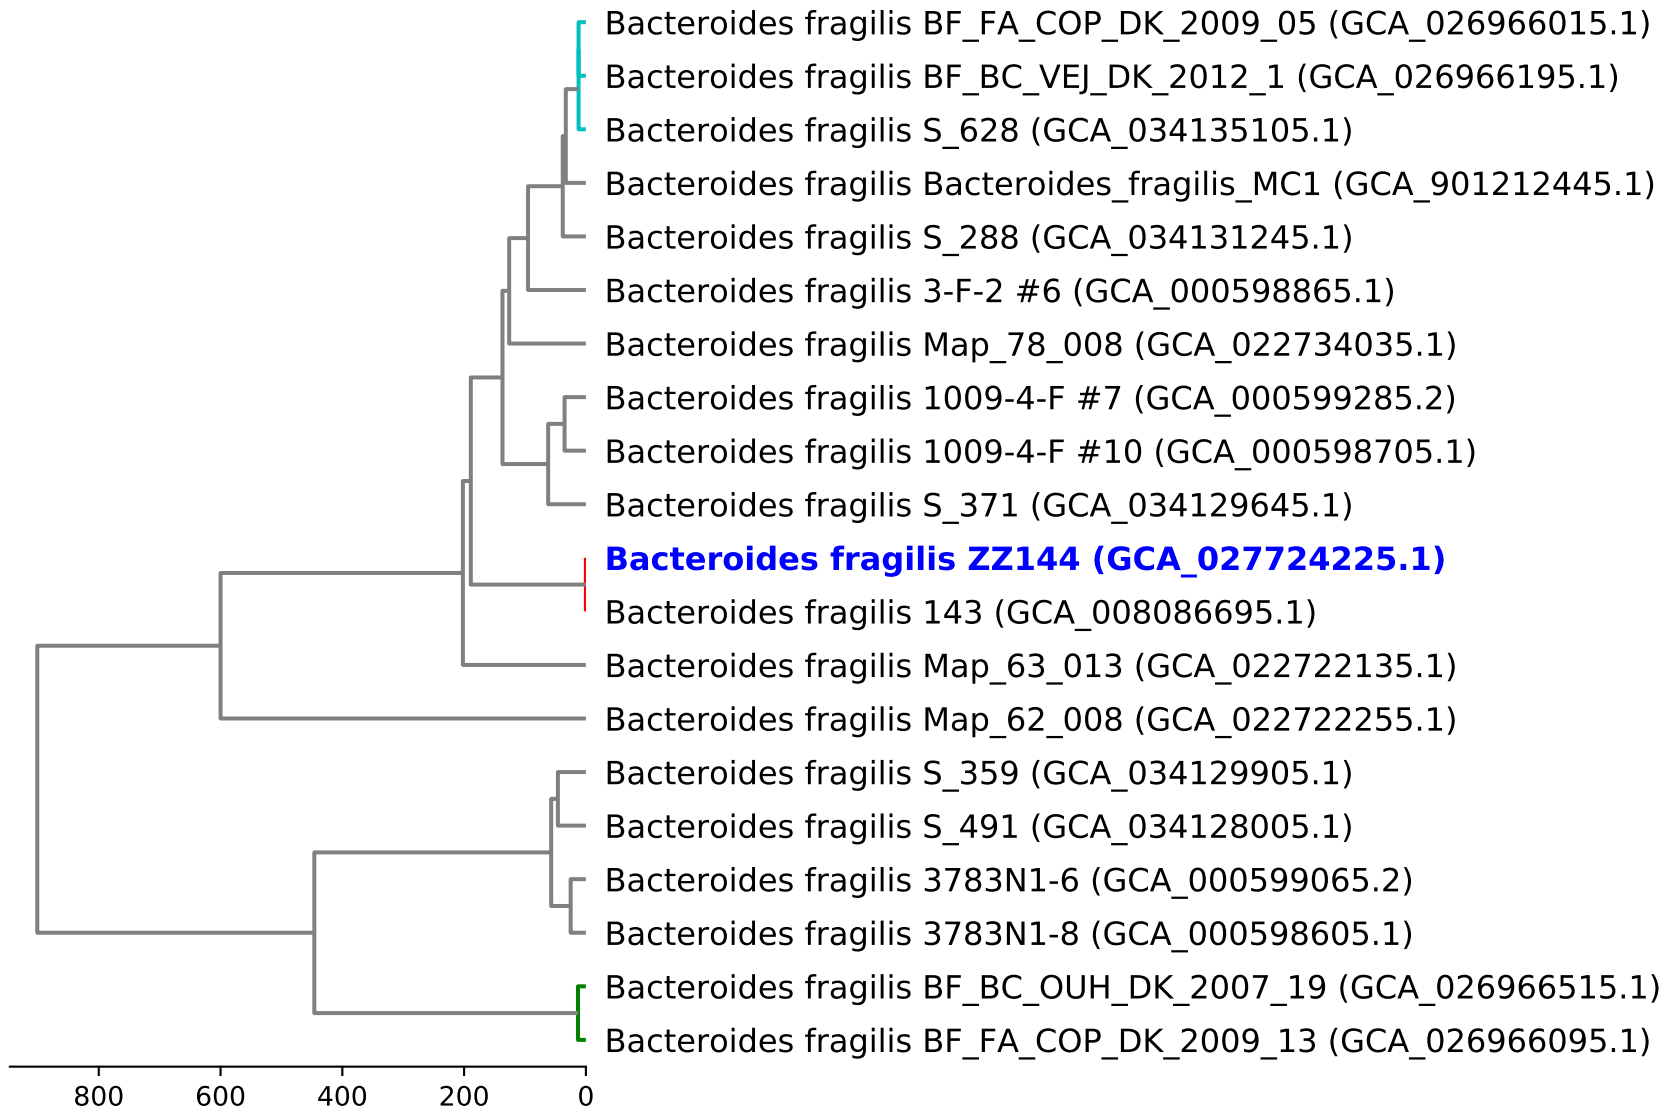 Bacteroides fragilis BF_FA_COP_DK_2009_05 (GCA_026966015.1)
Bacteroides fragilis BF_BC_VEJ_DK_2012_1 (GCA_026966195.1)
Bacteroides fragilis S_628 (GCA_034135105.1)
Bacteroides fragilis Bacteroides_fragilis_MC1 (GCA_901212445.1)
Bacteroides fragilis S_288 (GCA_034131245.1)
Bacteroides fragilis 3-F-2 #6 (GCA_000598865.1)
Bacteroides fragilis Map_78_008 (GCA_022734035.1)
Bacteroides fragilis 1009-4-F #7 (GCA_000599285.2)
Bacteroides fragilis 1009-4-F #10 (GCA_000598705.1)
Bacteroides fragilis S_371 (GCA_034129645.1)
Bacteroides fragilis ZZ144 (GCA_027724225.1)
Bacteroides fragilis 143 (GCA_008086695.1)
Bacteroides fragilis Map_63_013 (GCA_022722135.1)
Bacteroides fragilis Map_62_008 (GCA_022722255.1)
Bacteroides fragilis S_359 (GCA_034129905.1)
Bacteroides fragilis S_491 (GCA_034128005.1)
Bacteroides fragilis 3783N1-6 (GCA_000599065.2)
Bacteroides fragilis 3783N1-8 (GCA_000598605.1)
Bacteroides fragilis BF_BC_OUH_DK_2007_19 (GCA_026966515.1)
Bacteroides fragilis BF_FA_COP_DK_2009_13 (GCA_026966095.1)
800 600 400 200 0